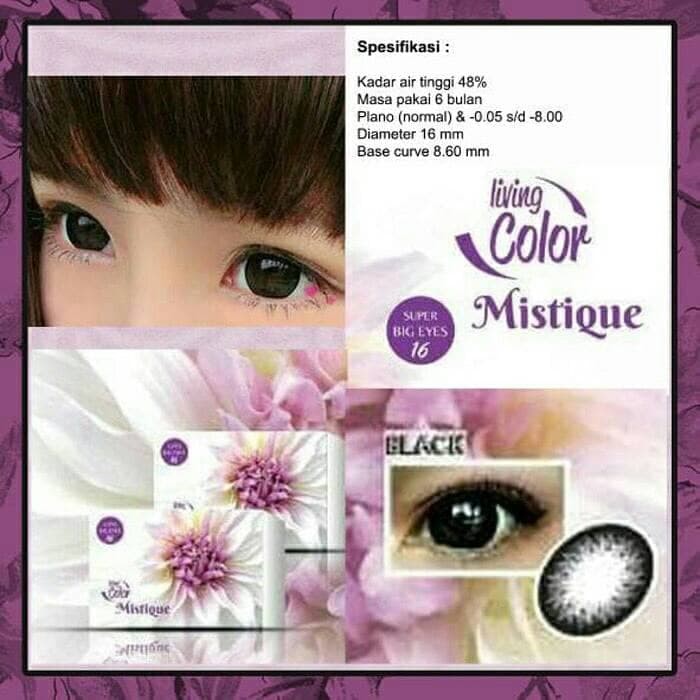 Spesifikasi :
Kadar air tinggi 48%
Masa pakai 6 bulan
Plano (normal) & -0.05 s/d -8.00
Diameter 16 mm
Base curve 8.60 mm
living
Color
Mistique
SUPER
BIG EYES
16
BLACK
Color
Mistique